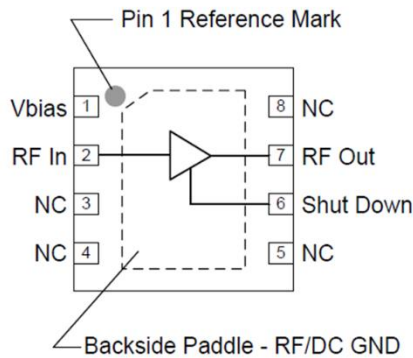 Pin 1 Reference Mark
Vbias 1
8 NC
RF In 2
7 RF Out
NC 3
6 Shut Down
NC 4
5 NC
Backside Paddle - RF/DC GND